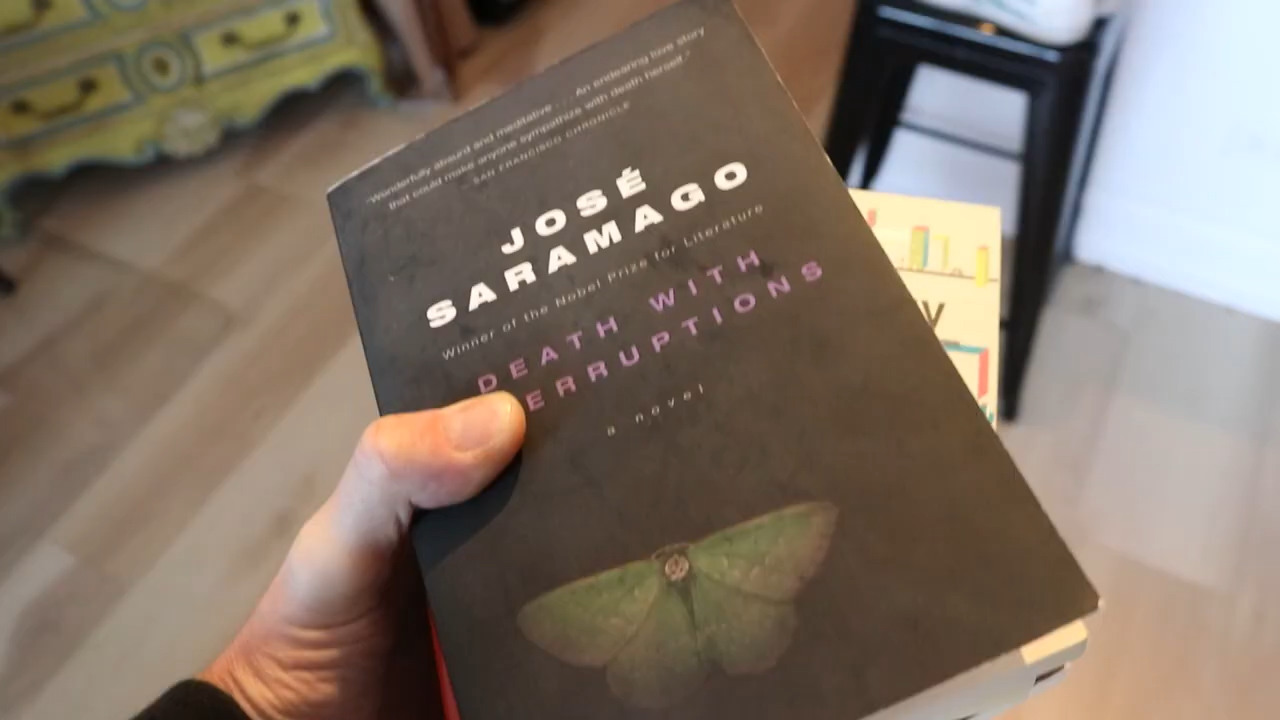 "Wonderfully absurd and meditative . . . An endearing love story
that could make anyone sympathize with death herself."
SAN FRANCISCO CHRONICLE
JOSÉ
SARAMAGO
Winner of the Nobel Prize for Literature
DEATH WITH
ERRUPTIONS
a novel